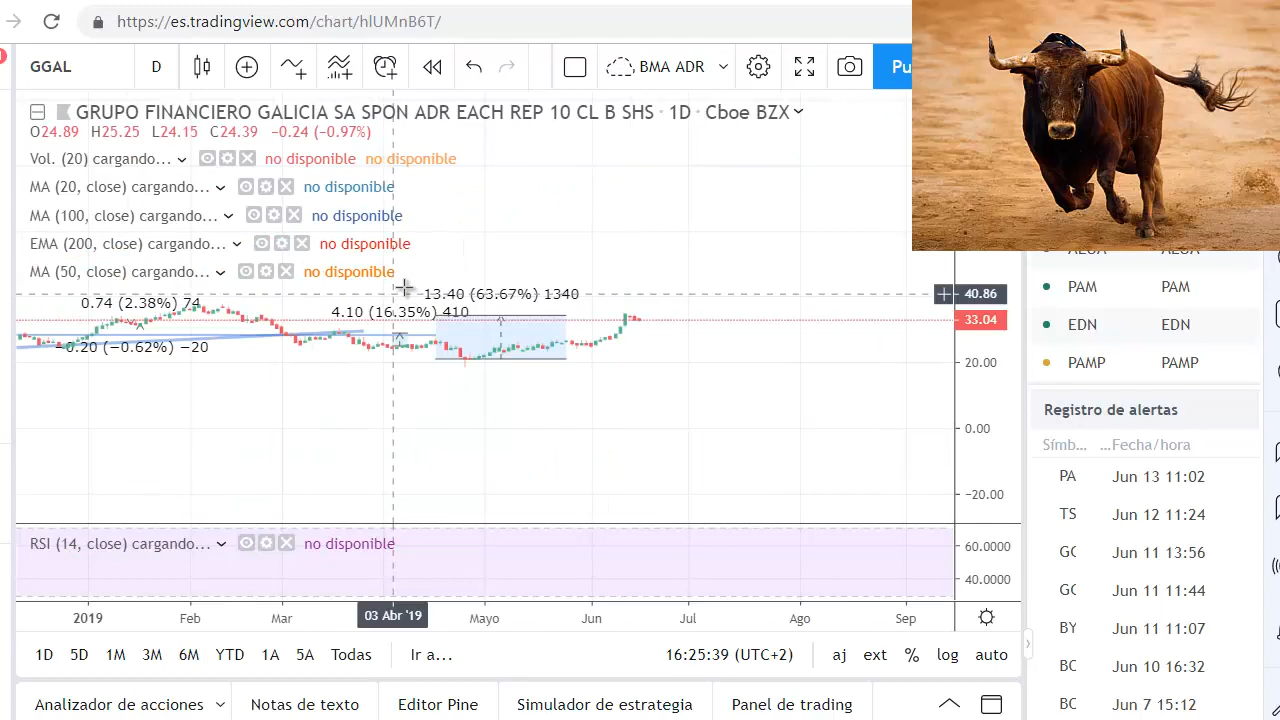 https://es.tradingview.com/chart/hlUMnB6T/
GGAL D BMA ADR Pu
GRUPO FINANCIERO GALICIA SA SPON ADR EACH REP 10 CL B SHS · 1D · Cboe BZX
O24.89 H25.25 L24.15 C24.39 −0.24 (−0.97%)
Vol. (20) cargando... no disponible no disponible
MA (20, close) cargando... no disponible
MA (100, close) cargando... no disponible
EMA (200, close) cargando... no disponible
MA (50, close) cargando... no disponible
13.40 (63.67%) 1340
0.74 (2.38%) 74
4.10 (16.35%) 410
−0.20 (−0.62%) −20
40.86
33.04
20.00
0.00
−20.00
RSI (14, close) cargando... no disponible
60.0000
40.0000
2019 Feb Mar 03 Abr '19 Mayo Jun Jul Ago Sep
1D 5D 1M 3M 6M YTD 1A 5A Todas Ir a... 16:25:39 (UTC+2) aj ext % log auto
Analizador de acciones Notas de texto Editor Pine Simulador de estrategia Panel de trading
PAM PAM
EDN EDN
PAMP PAMP
Registro de alertas
Símb... ...Fecha/hora
PA Jun 13 11:02
TS Jun 12 11:24
GC Jun 11 13:56
GC Jun 11 11:44
BY Jun 11 11:07
BC Jun 10 16:32
BC Jun 7 15:12